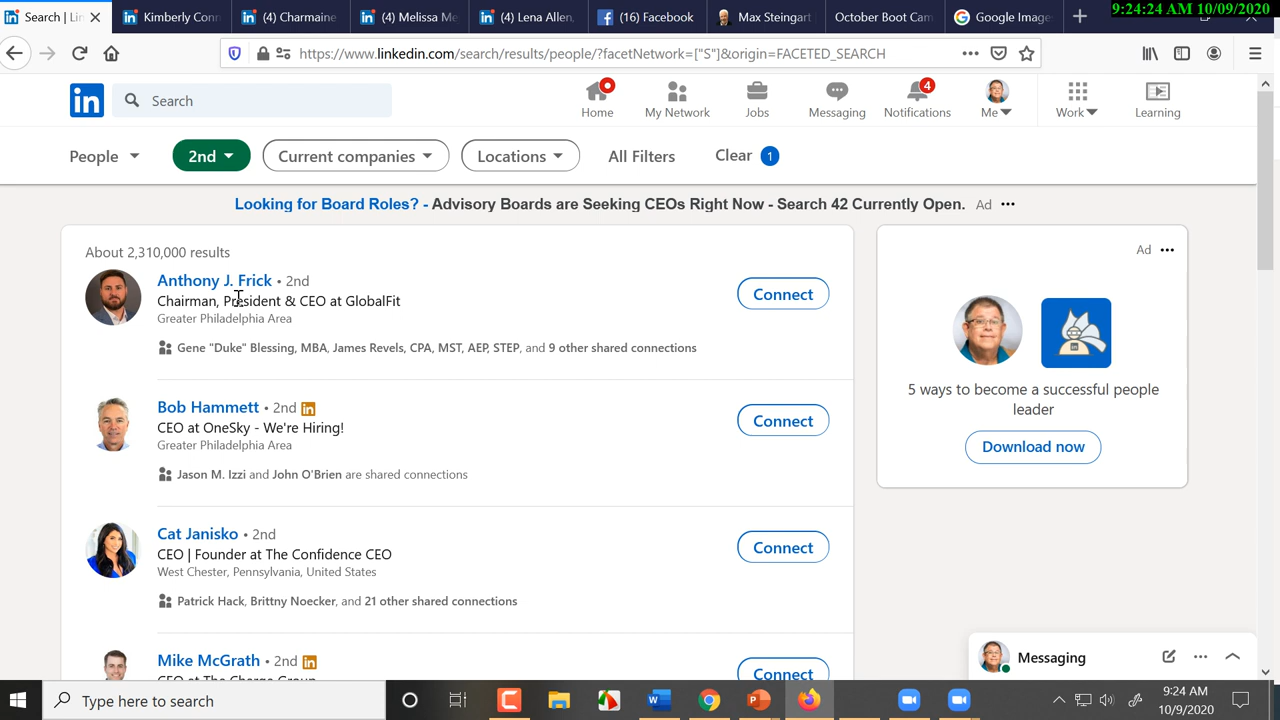 Search | Lin
Kimberly Conn
(4) Charmaine
(4) Melissa Me
(4) Lena Allen,
(16) Facebook
Max Steingart
October Boot Cam
Google Image
9:24:24 AM 10/09/2020
https://www.linkedin.com/search/results/people/?facetNetwork=["S"]&origin=FACETED_SEARCH
in
Search
Home
My Network
Jobs
Messaging
4
Notifications
Me
Work
Learning
People
2nd
Current companies
Locations
All Filters
Clear 1
Looking for Board Roles? - Advisory Boards are Seeking CEOs Right Now - Search 42 Currently Open. Ad
About 2,310,000 results
Anthony J. Frick • 2nd
Chairman, President & CEO at GlobalFit
Greater Philadelphia Area
Gene "Duke" Blessing, MBA, James Revels, CPA, MST, AEP, STEP, and 9 other shared connections
Connect
Bob Hammett • 2nd in
CEO at OneSky - We're Hiring!
Greater Philadelphia Area
Jason M. Izzi and John O'Brien are shared connections
Connect
Cat Janisko • 2nd
CEO | Founder at The Confidence CEO
West Chester, Pennsylvania, United States
Patrick Hack, Brittny Noecker, and 21 other shared connections
Connect
Mike McGrath • 2nd in
CEO at The Charge Group
Connect
Ad
5 ways to become a successful people
leader
Download now
Messaging
Type here to search
9:24 AM
10/9/2020